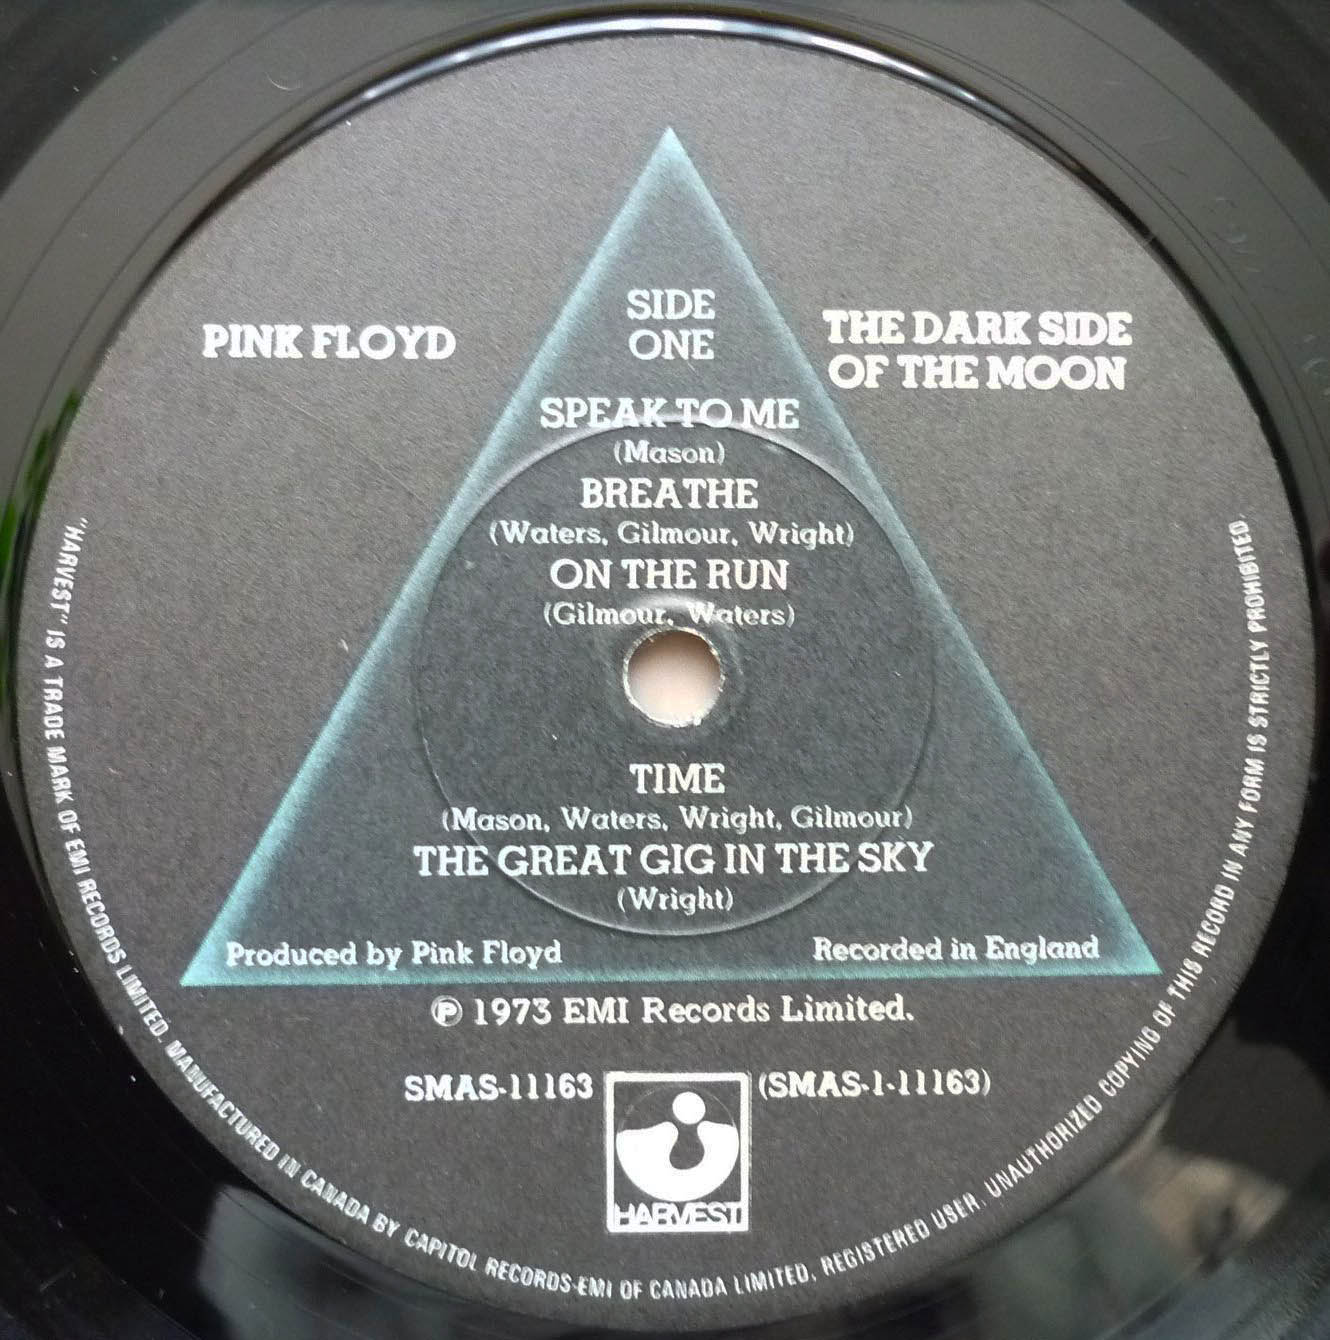 SIDE
ONE
PINK FLOYD
THE DARK SIDE
OF THE MOON
SPEAK TO ME
(Mason)
BREATHE
(Waters, Gilmour, Wright)
ON THE RUN
(Gilmour, Waters)
TIME
(Mason, Waters, Wright, Gilmour)
THE GREAT GIG IN THE SKY
(Wright)
Produced by Pink Floyd
Recorded in England
℗ 1973 EMI Records Limited.
SMAS-11163
(SMAS-1-11163)
HARVEST
"HARVEST" IS A TRADE MARK OF EMI RECORDS LIMITED. MANUFACTURED IN CANADA BY CAPITOL RECORDS-EMI OF CANADA LIMITED, REGISTERED USER. UNAUTHORIZED COPYING OF THIS RECORD IN ANY FORM IS STRICTLY PROHIBITED.